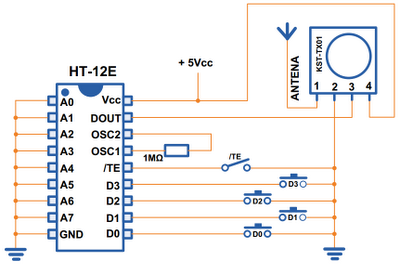 + 5Vcc
HT-12E
KST-TX01
ANTENA
1 2 3 4
A0 Vcc
A1 DOUT
A2 OSC2
A3 OSC1
1MΩ
A4 /TE
/TE
A5 D3
D3
A6 D2
D2
A7 D1
D1
GND D0
D0